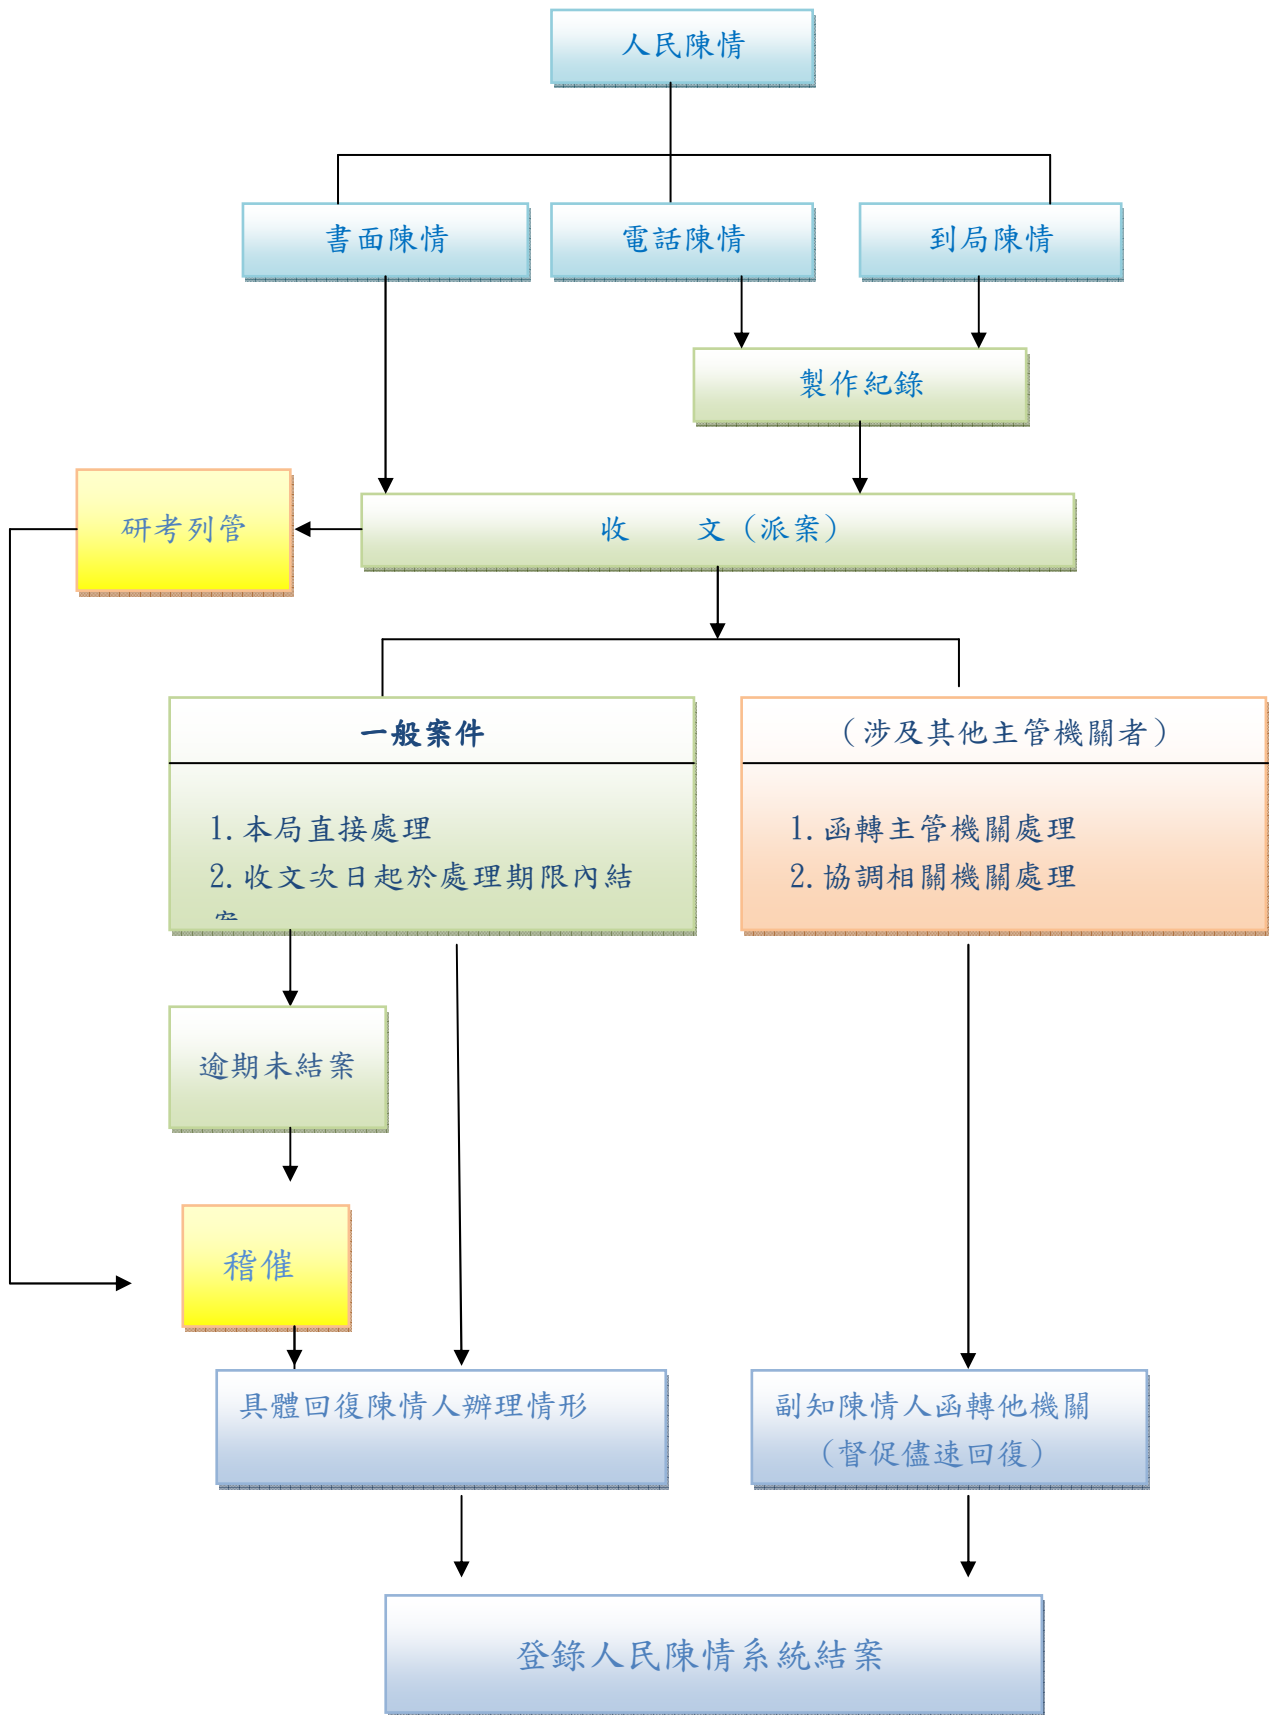 人民陳情
書面陳情
電話陳情
到局陳情
製作紀錄
研考列管
收 文（派案）
一般案件
1.本局直接處理
2.收文次日起於處理期限內結
（涉及其他主管機關者）
1.函轉主管機關處理
2.協調相關機關處理
逾期未結案
稽催
具體回復陳情人辦理情形
副知陳情人函轉他機關
（督促儘速回復）
登錄人民陳情系統結案